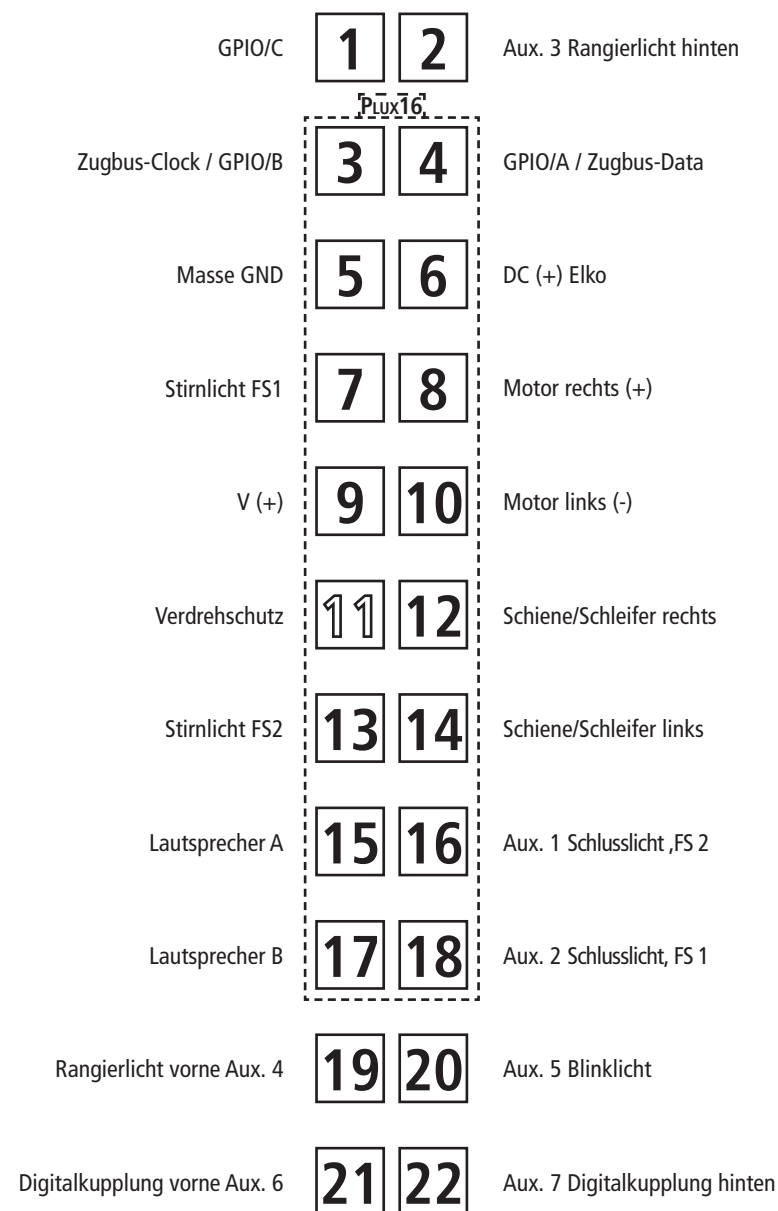 GPIO/C 1 2 Aux. 3 Rangierlicht hinten
PLUX16
Zugbus-Clock / GPIO/B 3 4 GPIO/A / Zugbus-Data
Masse GND 5 6 DC (+) Elko
Stirnlicht FS1 7 8 Motor rechts (+)
V (+) 9 10 Motor links (-)
Verdrehschutz 11 12 Schiene/Schleifer rechts
Stirnlicht FS2 13 14 Schiene/Schleifer links
Lautsprecher A 15 16 Aux. 1 Schlusslicht ,FS 2
Lautsprecher B 17 18 Aux. 2 Schlusslicht, FS 1
Rangierlicht vorne Aux. 4 19 20 Aux. 5 Blinklicht
Digitalkupplung vorne Aux. 6 21 22 Aux. 7 Digitalkupplung hinten